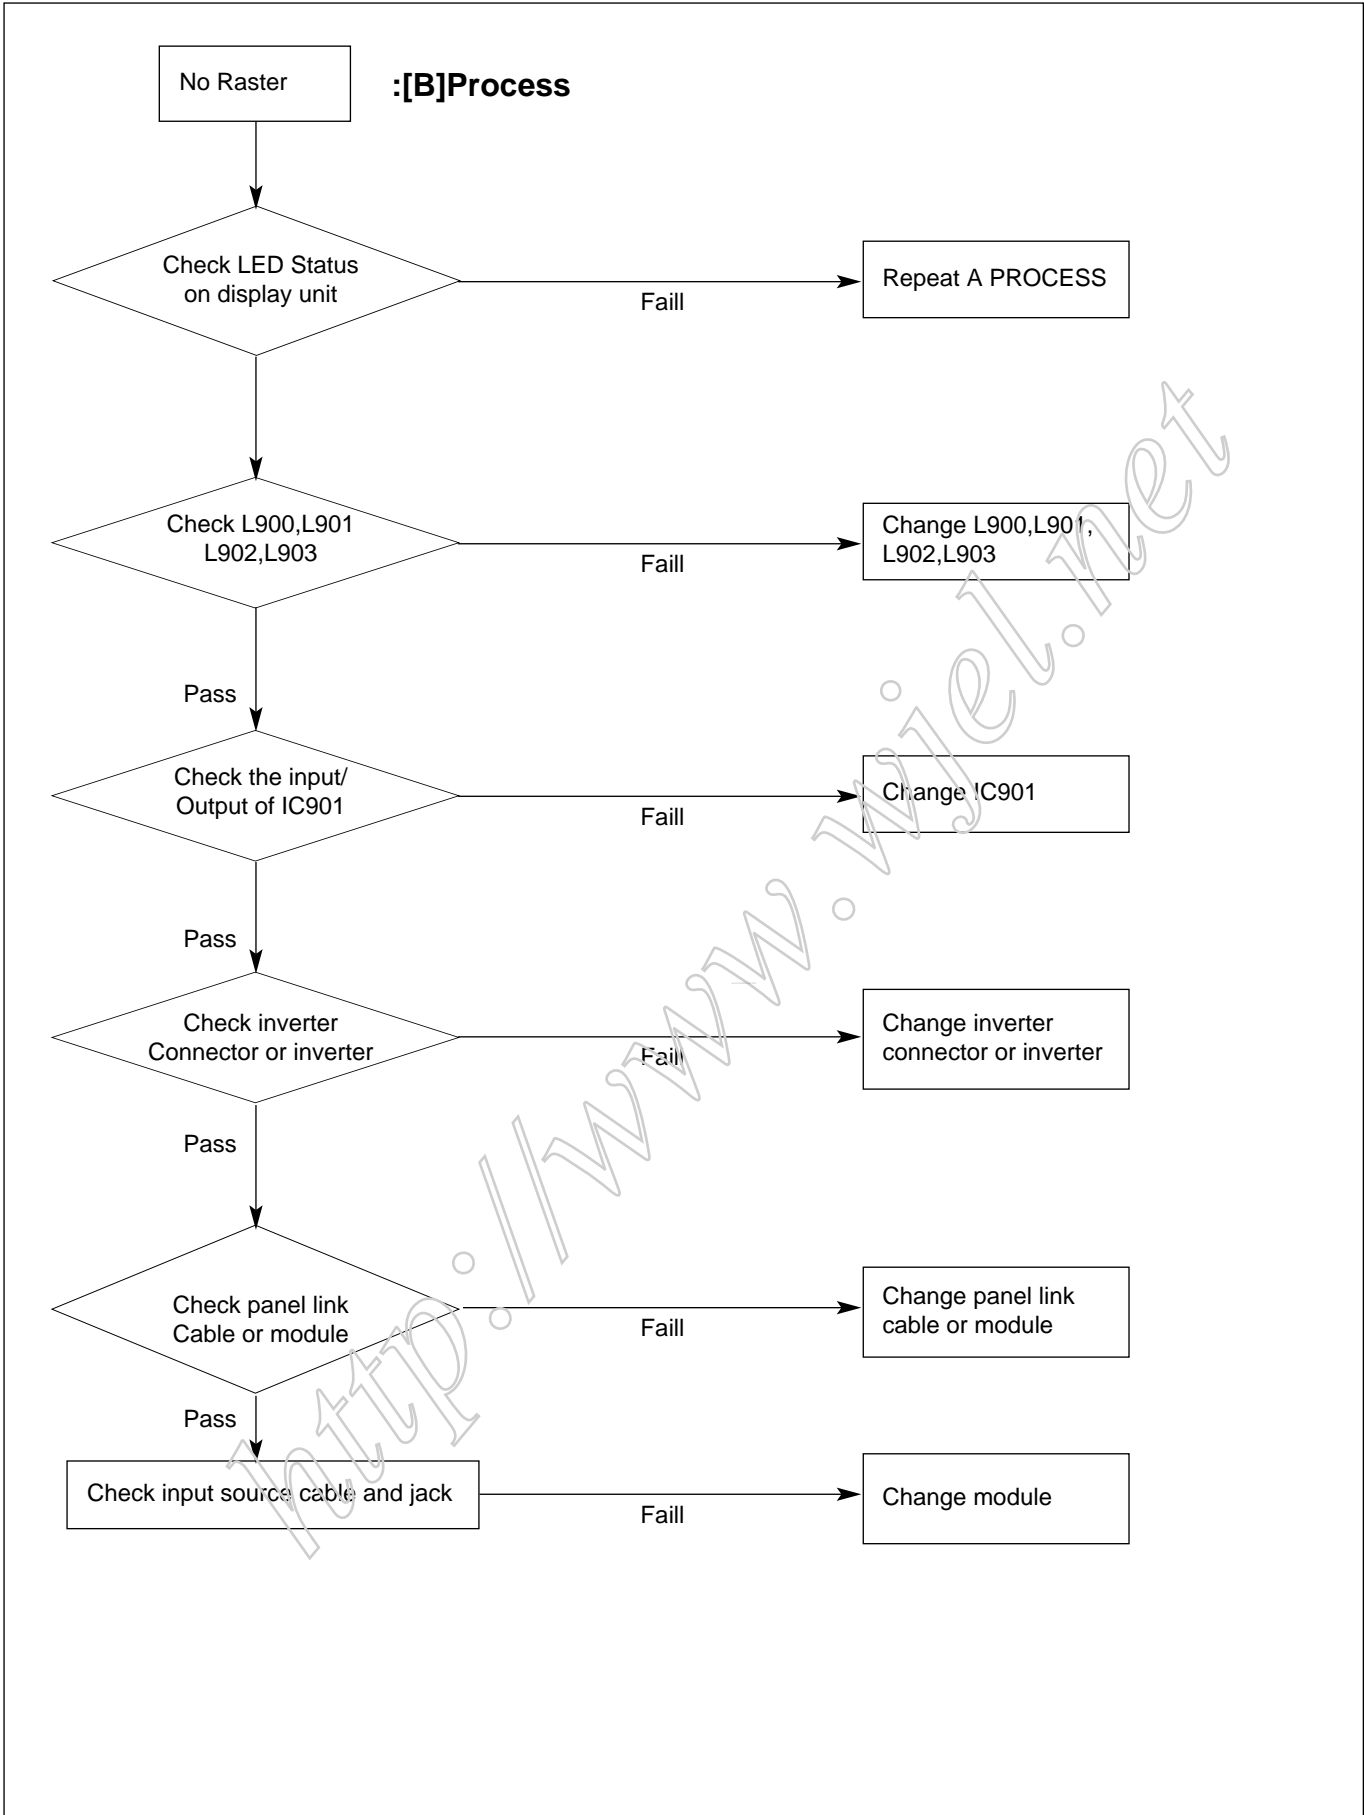 No Raster
:[B]Process
Check LED Status
on display unit
Faill
Repeat A PROCESS
Check L900,L901
L902,L903
Faill
Change L900,L901,
L902,L903
Pass
Check the input/
Output of IC901
Faill
Change IC901
Pass
Check inverter
Connector or inverter
Faill
Change inverter
connector or inverter
Pass
Check panel link
Cable or module
Faill
Change panel link
cable or module
Pass
Check input source cable and jack
Faill
Change module
http://www.wjel.net